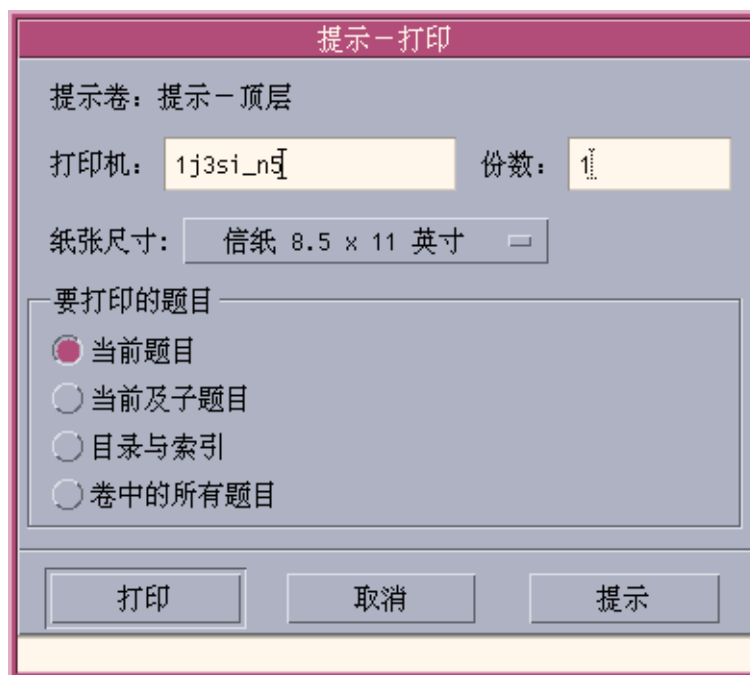 提示－打印
提示卷：提示－顶层
打印机： 1j3si_n5 份数： 1
纸张尺寸： 信纸 8.5 x 11 英寸
要打印的题目
当前题目
当前及子题目
目录与索引
卷中的所有题目
打印 取消 提示